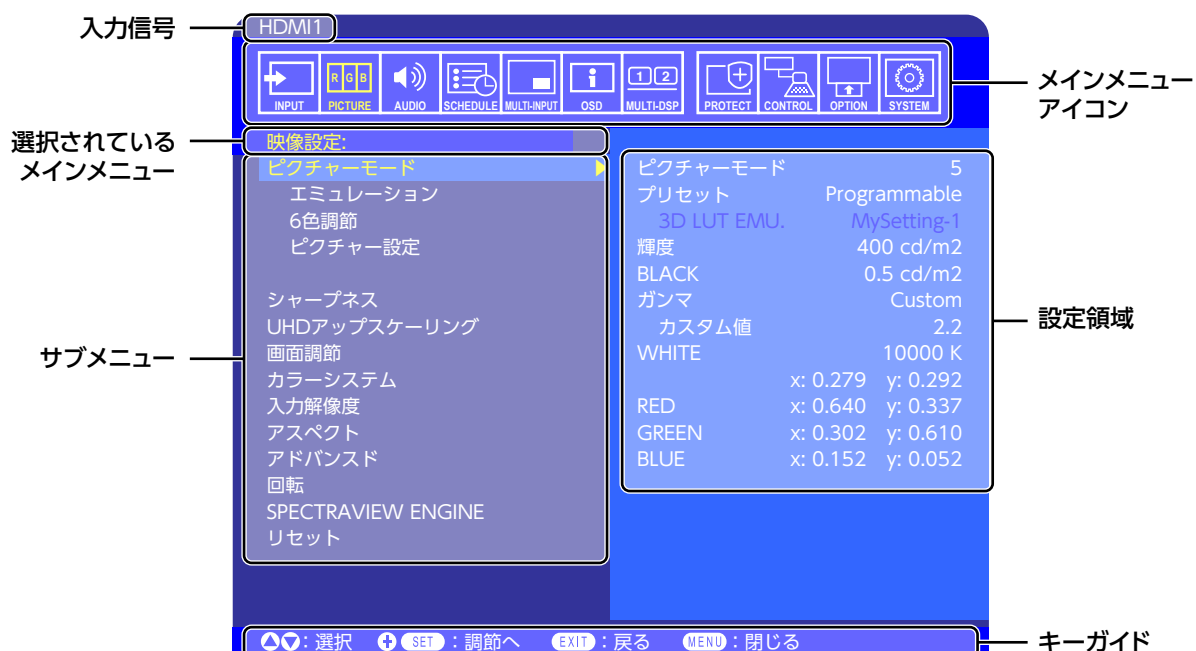 入力信号
HDMI1
INPUT
RGB
PICTURE
AUDIO
SCHEDULE
MULTI-INPUT
OSD
1 2
MULTI-DSP
PROTECT
CONTROL
OPTION
SYSTEM
メインメニュー
アイコン
選択されている
メインメニュー
映像設定:
サブメニュー
ピクチャーモード
エミュレーション
6色調節
ピクチャー設定
シャープネス
UHDアップスケーリング
画面調節
カラーシステム
入力解像度
アスペクト
アドバンスド
回転
SPECTRAVIEW ENGINE
リセット
ピクチャーモード 5
プリセット Programmable
3D LUT EMU. MySetting-1
輝度 400 cd/m2
BLACK 0.5 cd/m2
ガンマ Custom
カスタム値 2.2
WHITE 10000 K
x: 0.279 y: 0.292
RED x: 0.640 y: 0.337
GREEN x: 0.302 y: 0.610
BLUE x: 0.152 y: 0.052
設定領域
: 選択 SET : 調節へ EXIT : 戻る MENU : 閉じる
キーガイド